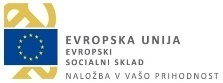 EVROPSKA UNIJA
EVROPSKI
SOCIALNI SKLAD
NALOŽBA V VAŠO PRIHODNOST